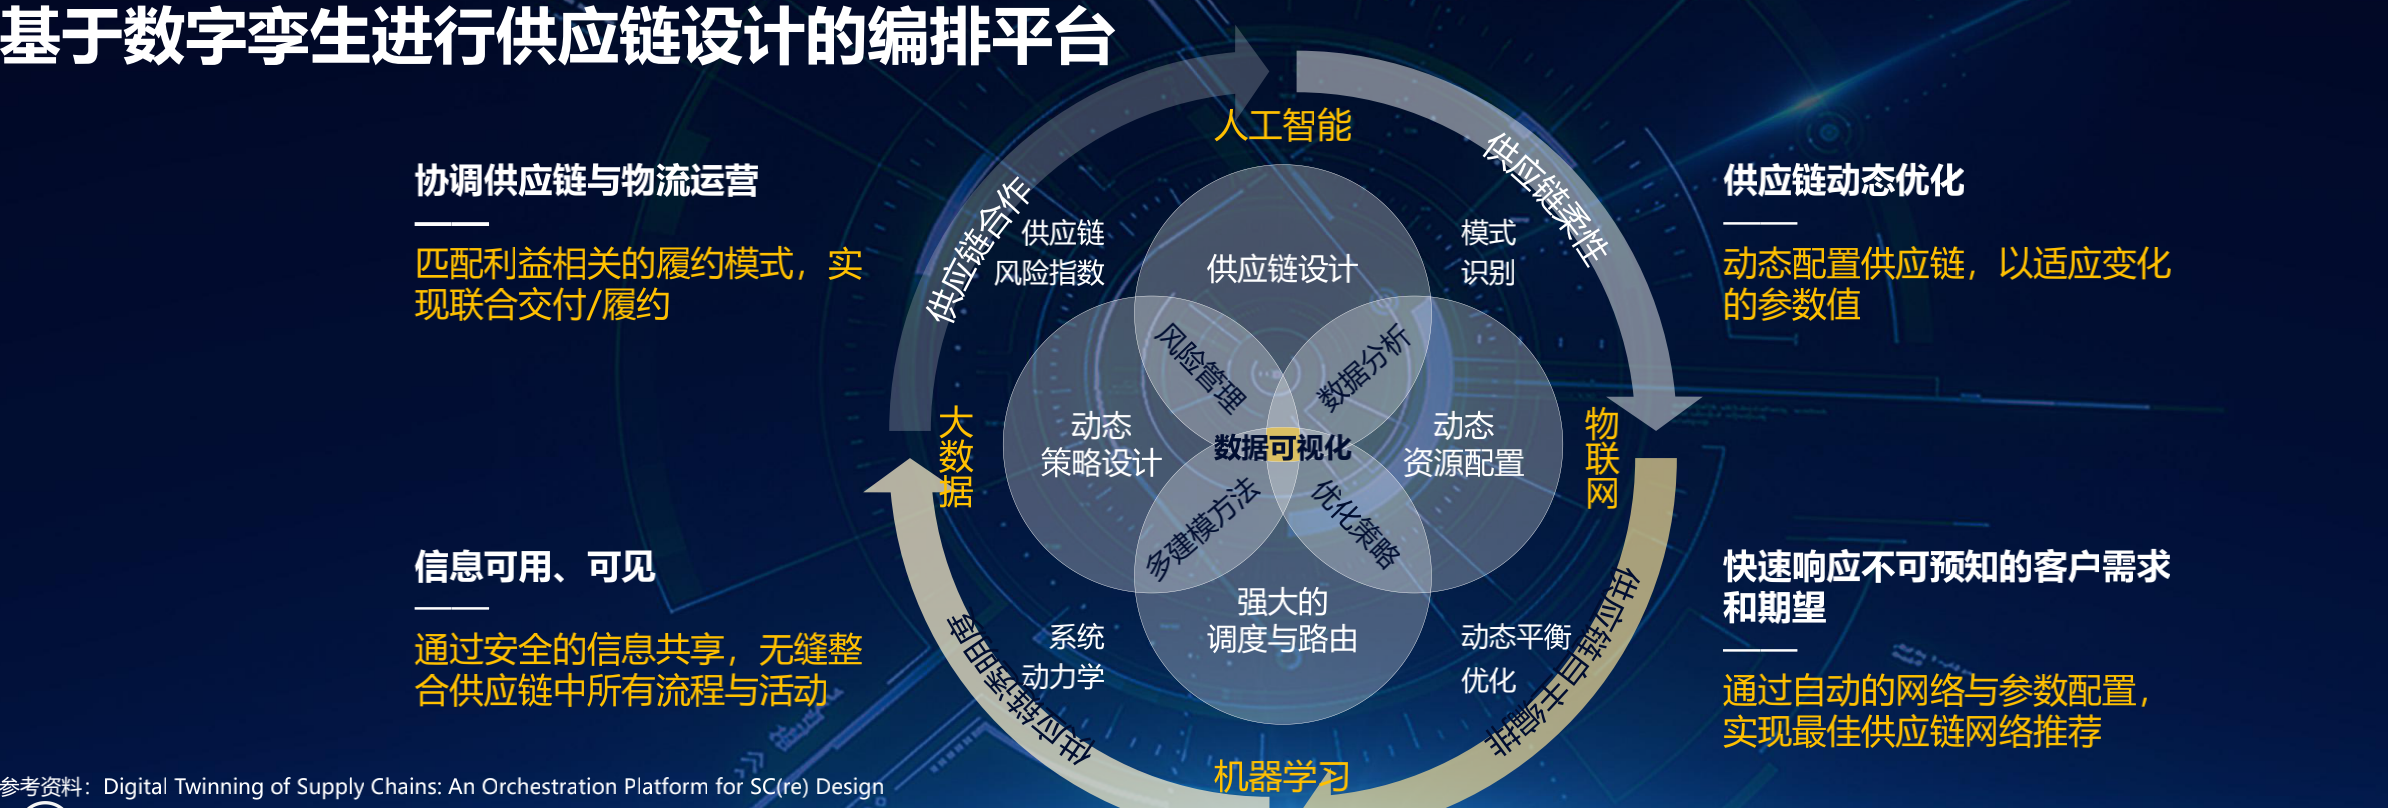 基于数字孪生进行供应链设计的编排平台
协调供应链与物流运营
匹配利益相关的履约模式，实
现联合交付/履约
信息可用、可见
通过安全的信息共享，无缝整
合供应链中所有流程与活动
供应链合作
供应链柔性
供应链自主编排
供应链透明度
人工智能
物联网
机器学习
大数据
供应链
风险指数
模式
识别
系统
动力学
动态平衡
优化
供应链设计
动态
策略设计
动态
资源配置
强大的
调度与路由
风险管理
数据分析
数据可视化
多建模方法
优化策略
供应链动态优化
动态配置供应链，以适应变化
的参数值
快速响应不可预知的客户需求
和期望
通过自动的网络与参数配置，
实现最佳供应链网络推荐
参考资料：Digital Twinning of Supply Chains: An Orchestration Platform for SC(re) Design